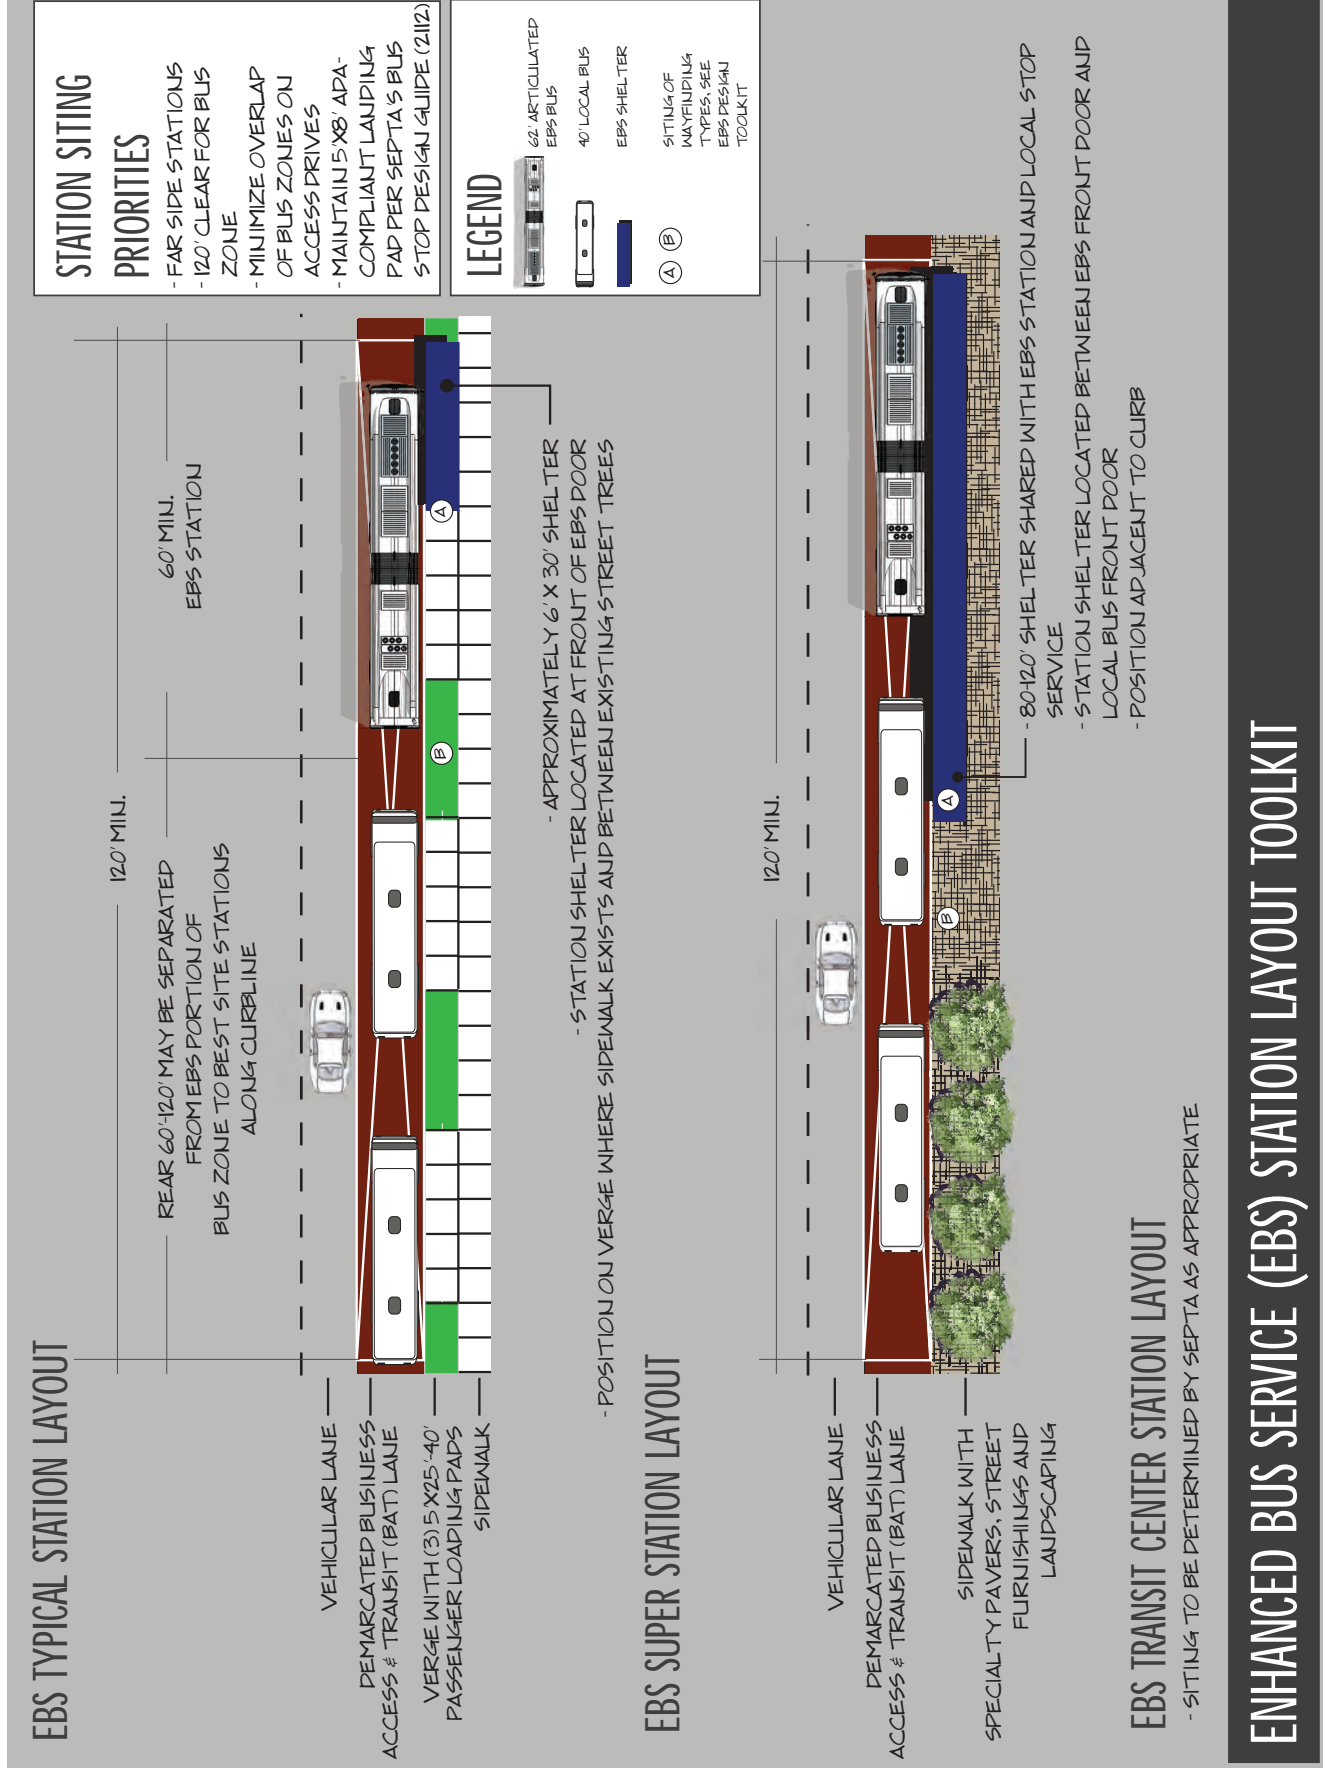 EBS TYPICAL STATION LAYOUT
120' MIN.
REAR 60'-120' MAY BE SEPARATED
FROM EBS PORTION OF
BUS ZONE TO BEST SITE STATIONS
ALONG CURBLINE
60' MIN.
EBS STATION
VEHICULAR LANE
DEMARCATED BUSINESS
ACCESS & TRANSIT (BAT) LANE
VERGE WITH (3) 5'X25'-40'
PASSENGER LOADING PADS
SIDEWALK
B
A
- APPROXIMATELY 6' X 30' SHELTER
- STATION SHELTER LOCATED AT FRONT OF EBS DOOR
- POSITION ON VERGE WHERE SIDEWALK EXISTS AND BETWEEN EXISTING STREET TREES
STATION SITING
PRIORITIES
- FAR SIDE STATIONS
- 120' CLEAR FOR BUS
ZONE
- MINIMIZE OVERLAP
OF BUS ZONES ON
ACCESS DRIVES
- MAINTAIN 5'X8' ADA-
COMPLIANT LANDING
PAD PER SEPTA'S BUS
STOP DESIGN GUIDE (2112)
LEGEND
62' ARTICULATED
EBS BUS
40' LOCAL BUS
EBS SHELTER
A B
SITING OF
WAYFINDING
TYPES, SEE
EBS DESIGN
TOOLKIT
EBS SUPER STATION LAYOUT
120' MIN.
VEHICULAR LANE
DEMARCATED BUSINESS
ACCESS & TRANSIT (BAT) LANE
SIDEWALK WITH
SPECIALTY PAVERS, STREET
FURNISHINGS AND
LANDSCAPING
B
A
- 80-120' SHELTER SHARED WITH EBS STATION AND LOCAL STOP
SERVICE
- STATION SHELTER LOCATED BETWEEN EBS FRONT DOOR AND
LOCAL BUS FRONT DOOR
- POSITION ADJACENT TO CURB
EBS TRANSIT CENTER STATION LAYOUT
- SITING TO BE DETERMINED BY SEPTA AS APPROPRIATE
ENHANCED BUS SERVICE (EBS) STATION LAYOUT TOOLKIT